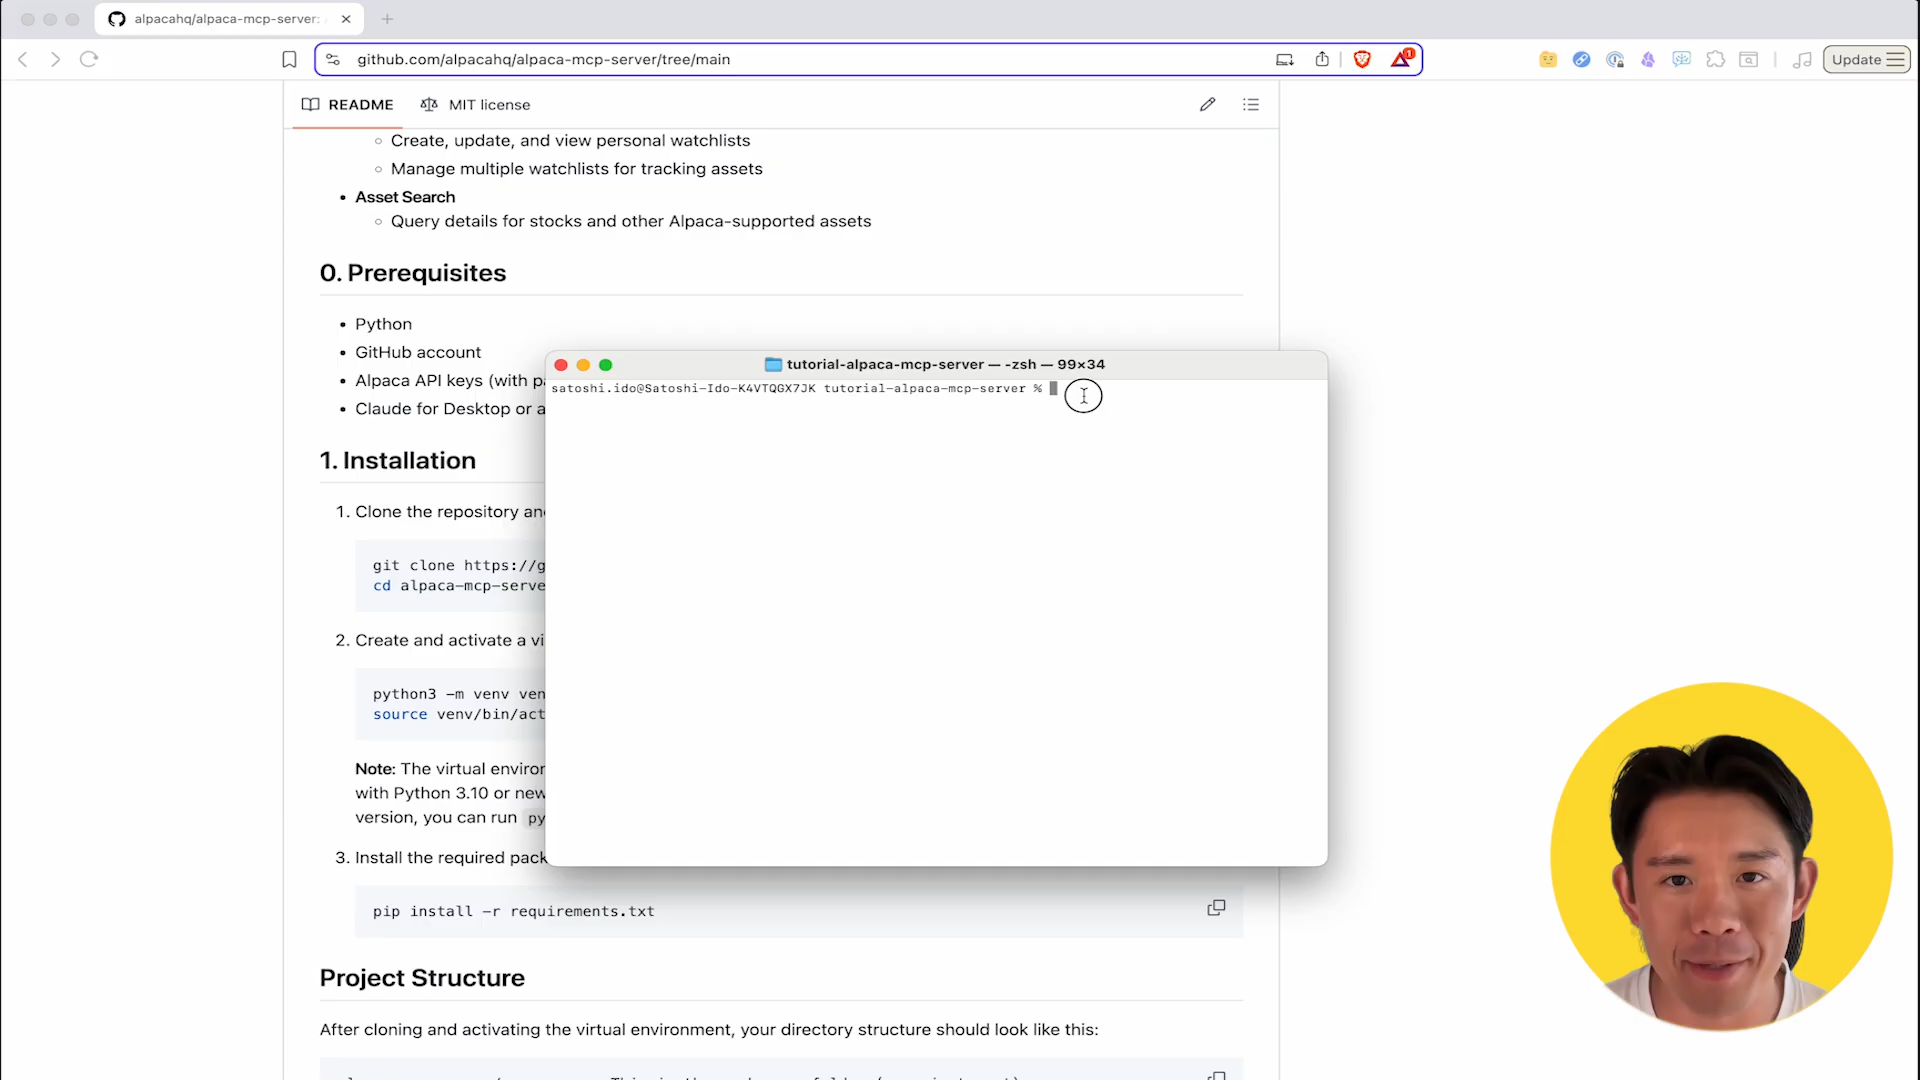 alpacahq/alpaca-mcp-server:
github.com/alpacahq/alpaca-mcp-server/tree/main
1
Update
README
MIT license
Create, update, and view personal watchlists
Manage multiple watchlists for tracking assets
Asset Search
Query details for stocks and other Alpaca-supported assets
0. Prerequisites
Python
GitHub account
Alpaca API keys (with pa
Claude for Desktop or a
tutorial-alpaca-mcp-server — -zsh — 99×34
satoshi.ido@Satoshi-Ido-K4VTQGX7JK tutorial-alpaca-mcp-server %
1. Installation
1. Clone the repository an
git clone https://g
cd alpaca-mcp-serve
2. Create and activate a vi
python3 -m venv ven
source venv/bin/act
Note: The virtual enviror
with Python 3.10 or new
version, you can run py
3. Install the required pack
pip install -r requirements.txt
Project Structure
After cloning and activating the virtual environment, your directory structure should look like this: